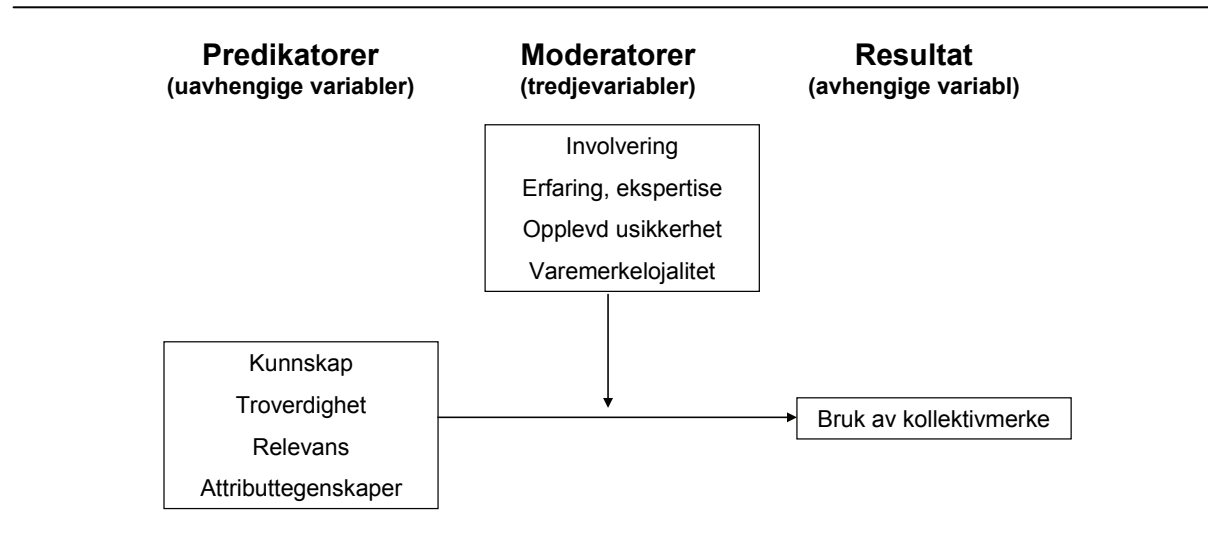 Predikatorer
(uavhengige variabler)
Moderatorer
(tredjevariabler)
Resultat
(avhengige variabl)
Involvering
Erfaring, ekspertise
Opplevd usikkerhet
Varemerkelojalitet
Kunnskap
Troverdighet
Relevans
Attributtegenskaper
Bruk av kollektivmerke